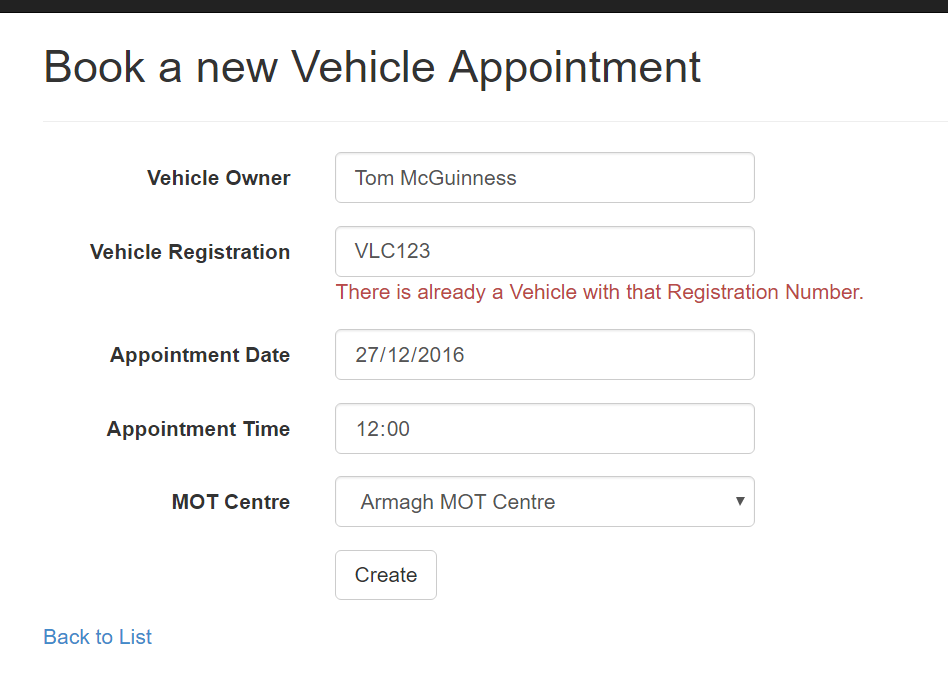 Book a new Vehicle Appointment
Vehicle Owner Tom McGuinness
Vehicle Registration VLC123
There is already a Vehicle with that Registration Number.
Appointment Date 27/12/2016
Appointment Time 12:00
MOT Centre Armagh MOT Centre
Create
Back to List